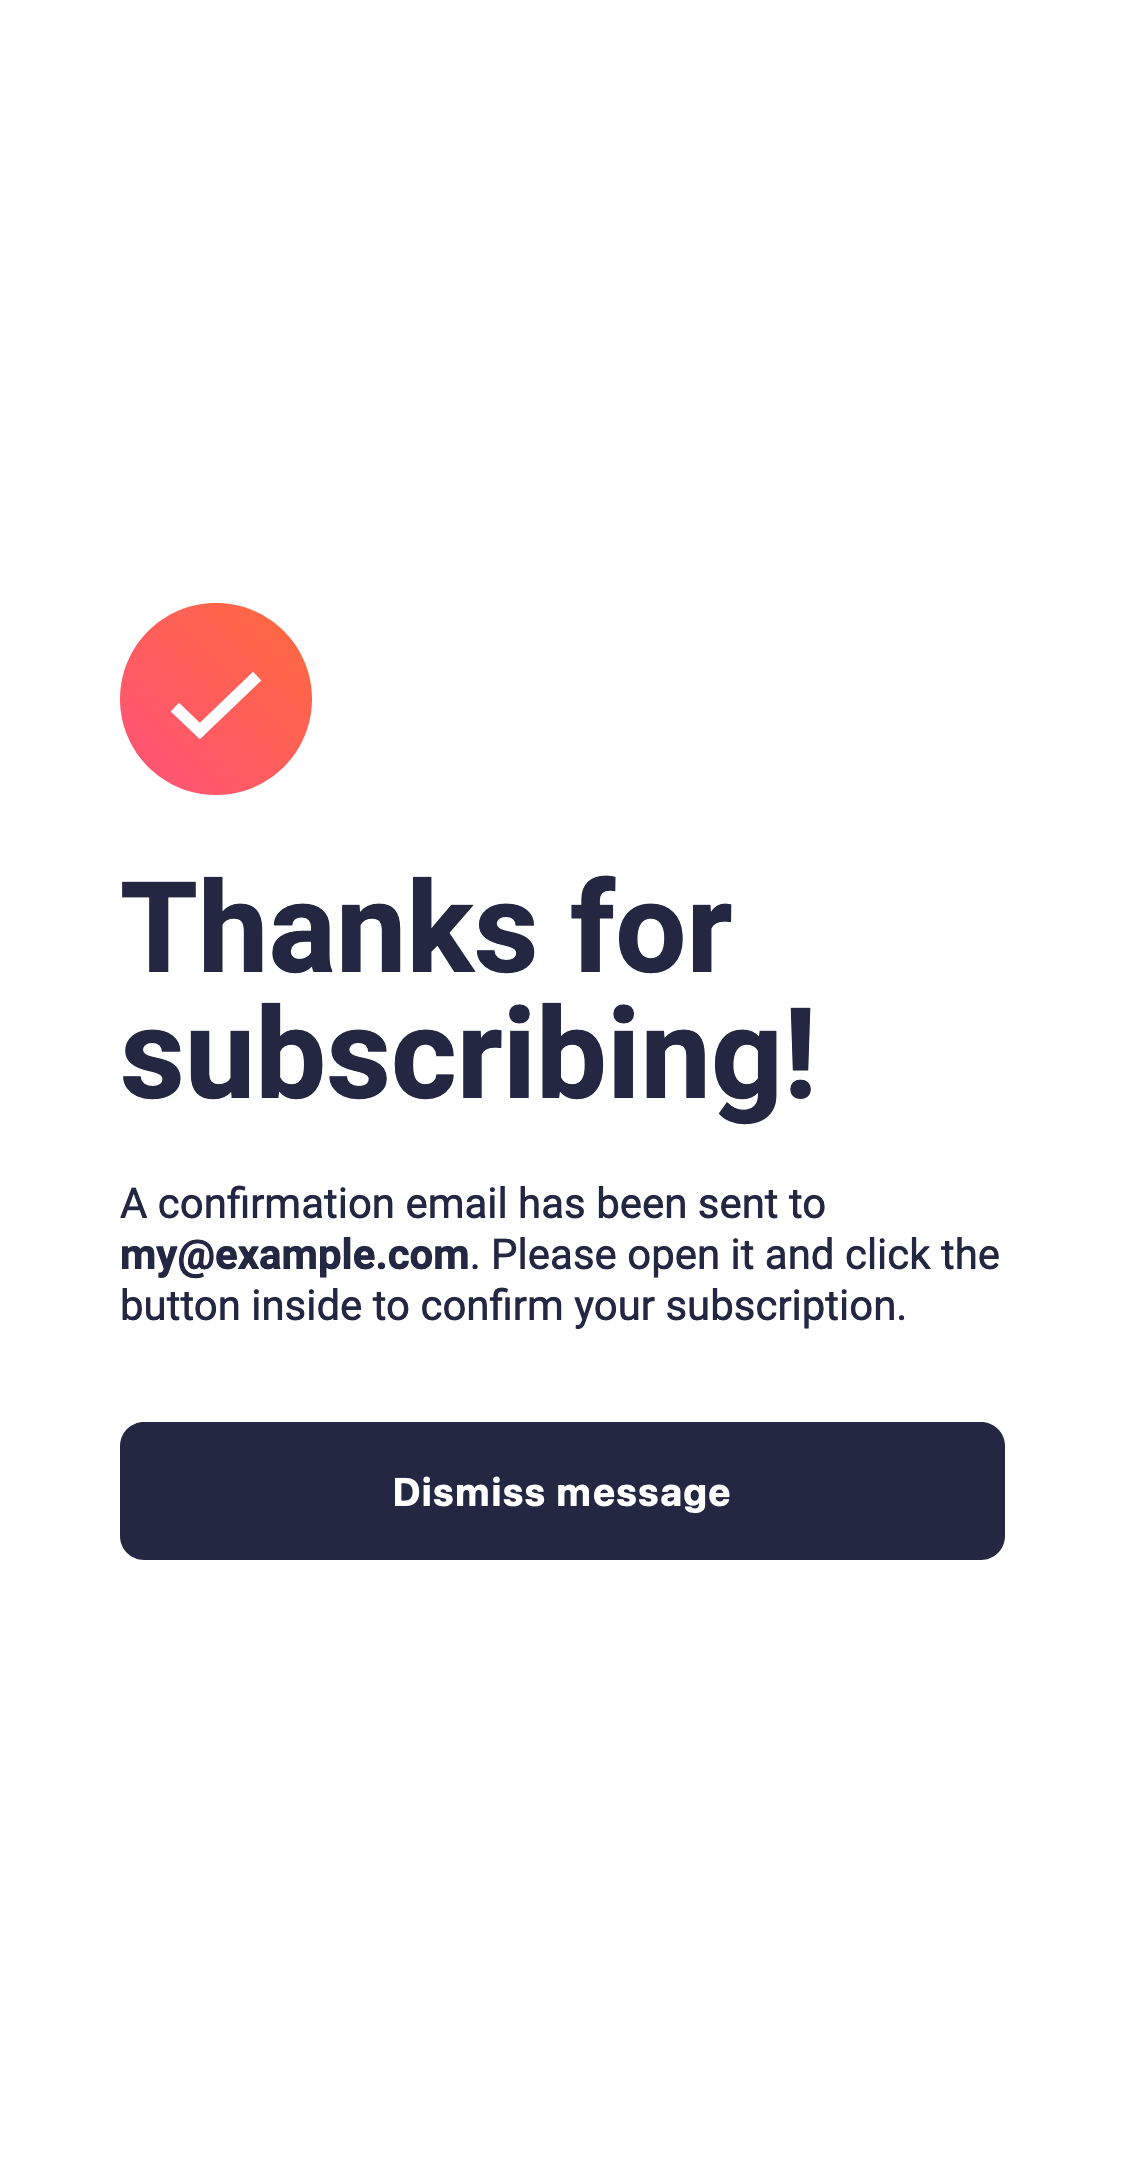 Thanks for
subscribing!
A confirmation email has been sent to
my@example.com. Please open it and click the
button inside to confirm your subscription.
Dismiss message